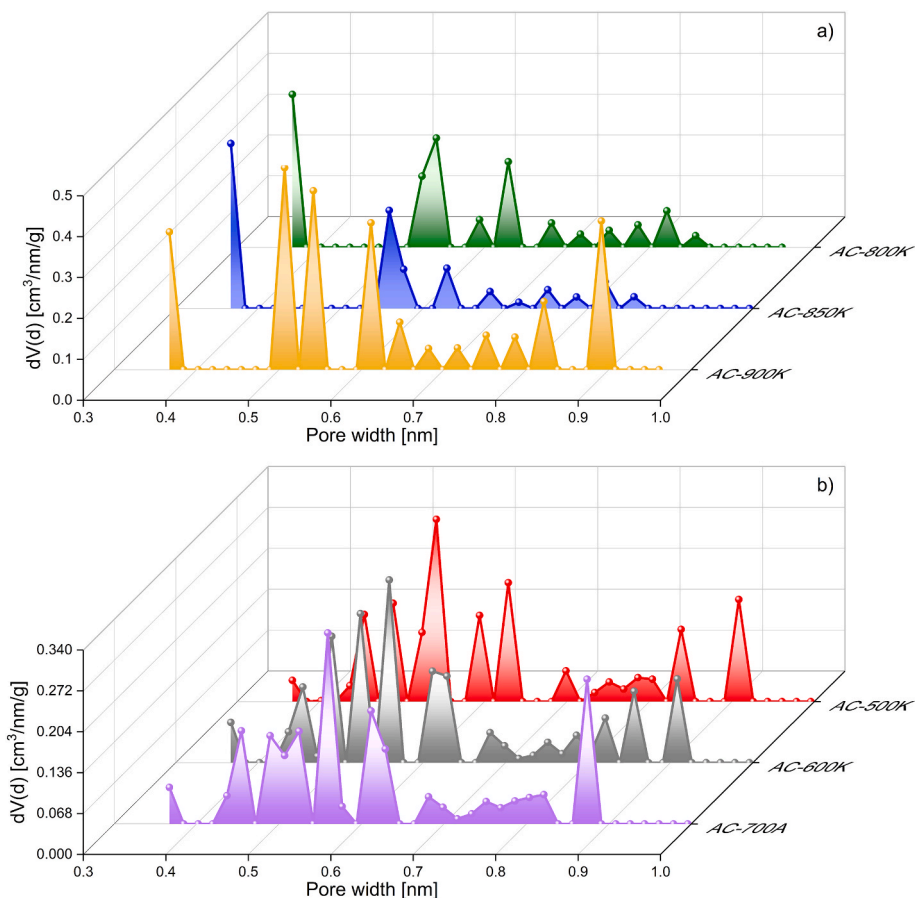 a)
0.5
0.4
0.3
0.2
0.1
0.0
dV(d) [cm³/nm/g]
AC-800K
AC-850K
AC-900K
0.3 0.4 0.5 0.6 0.7 0.8 0.9 1.0
Pore width [nm]
b)
0.340
0.272
0.204
0.136
0.068
0.000
dV(d) [cm³/nm/g]
AC-500K
AC-600K
AC-700A
0.3 0.4 0.5 0.6 0.7 0.8 0.9 1.0
Pore width [nm]